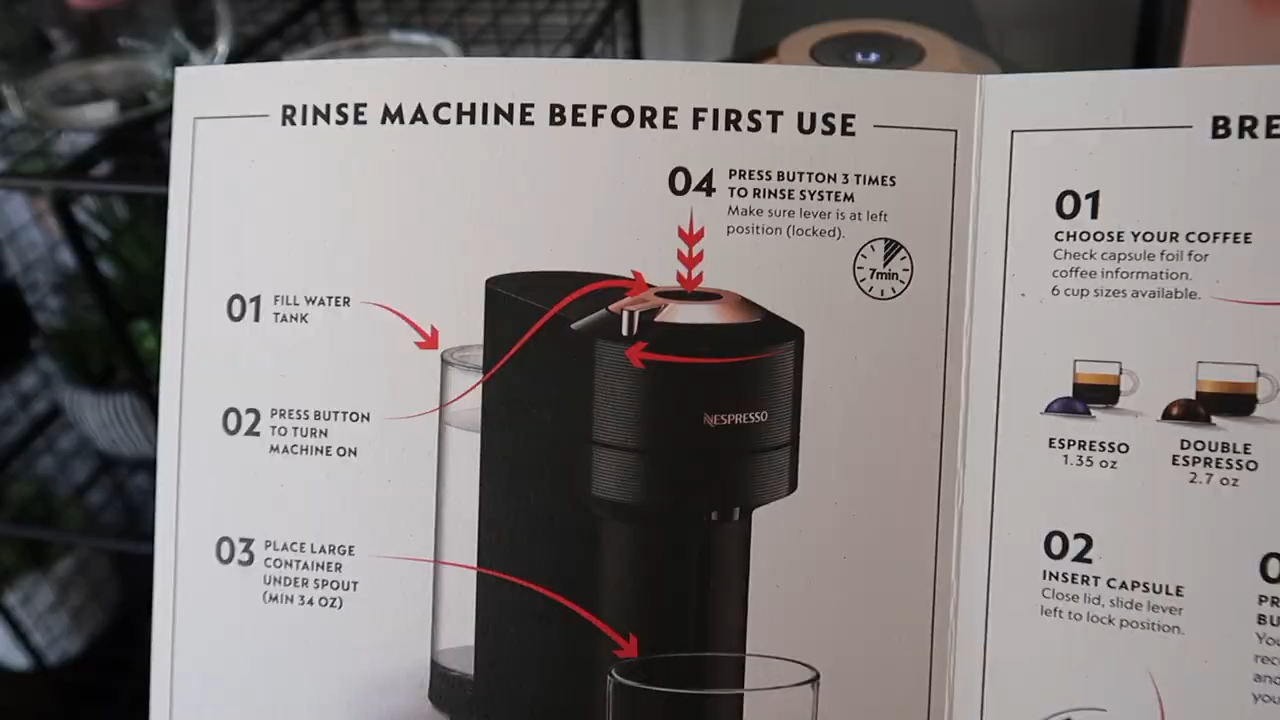 RINSE MACHINE BEFORE FIRST USE
04
PRESS BUTTON 3 TIMES
TO RINSE SYSTEM
Make sure lever is at left
position (locked).
7min
01
FILL WATER
TANK
02
PRESS BUTTON
TO TURN
MACHINE ON
NESPRESSO
03
PLACE LARGE
CONTAINER
UNDER SPOUT
(MIN 34 OZ)
01
CHOOSE YOUR COFFEE
Check capsule foil for
coffee information.
6 cup sizes available.
ESPRESSO
1.35 oz
DOUBLE
ESPRESSO
2.7 oz
02
INSERT CAPSULE
Close lid, slide lever
left to lock position.